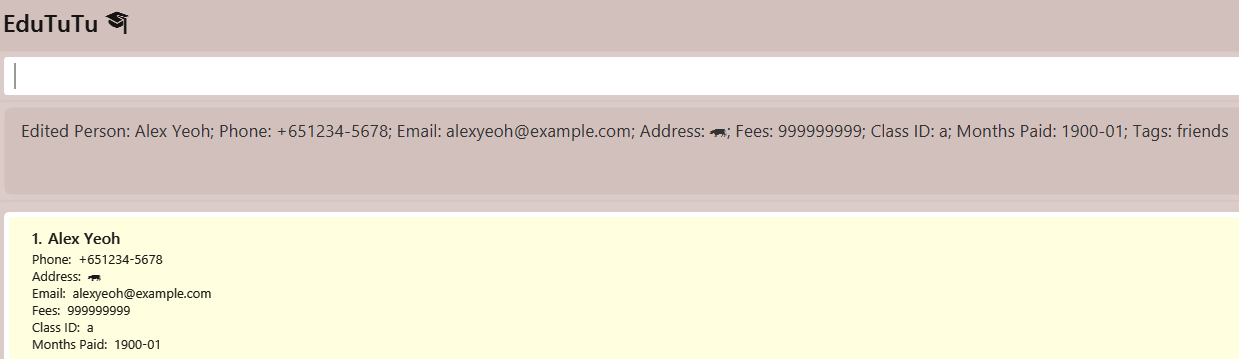 EduTuTu 🎓
Edited Person: Alex Yeoh; Phone: +651234-5678; Email: alexyeoh@example.com; Address: 🐅; Fees: 999999999; Class ID: a; Months Paid: 1900-01; Tags: friends
1. Alex Yeoh
Phone: +651234-5678
Address: 🐅
Email: alexyeoh@example.com
Fees: 999999999
Class ID: a
Months Paid: 1900-01